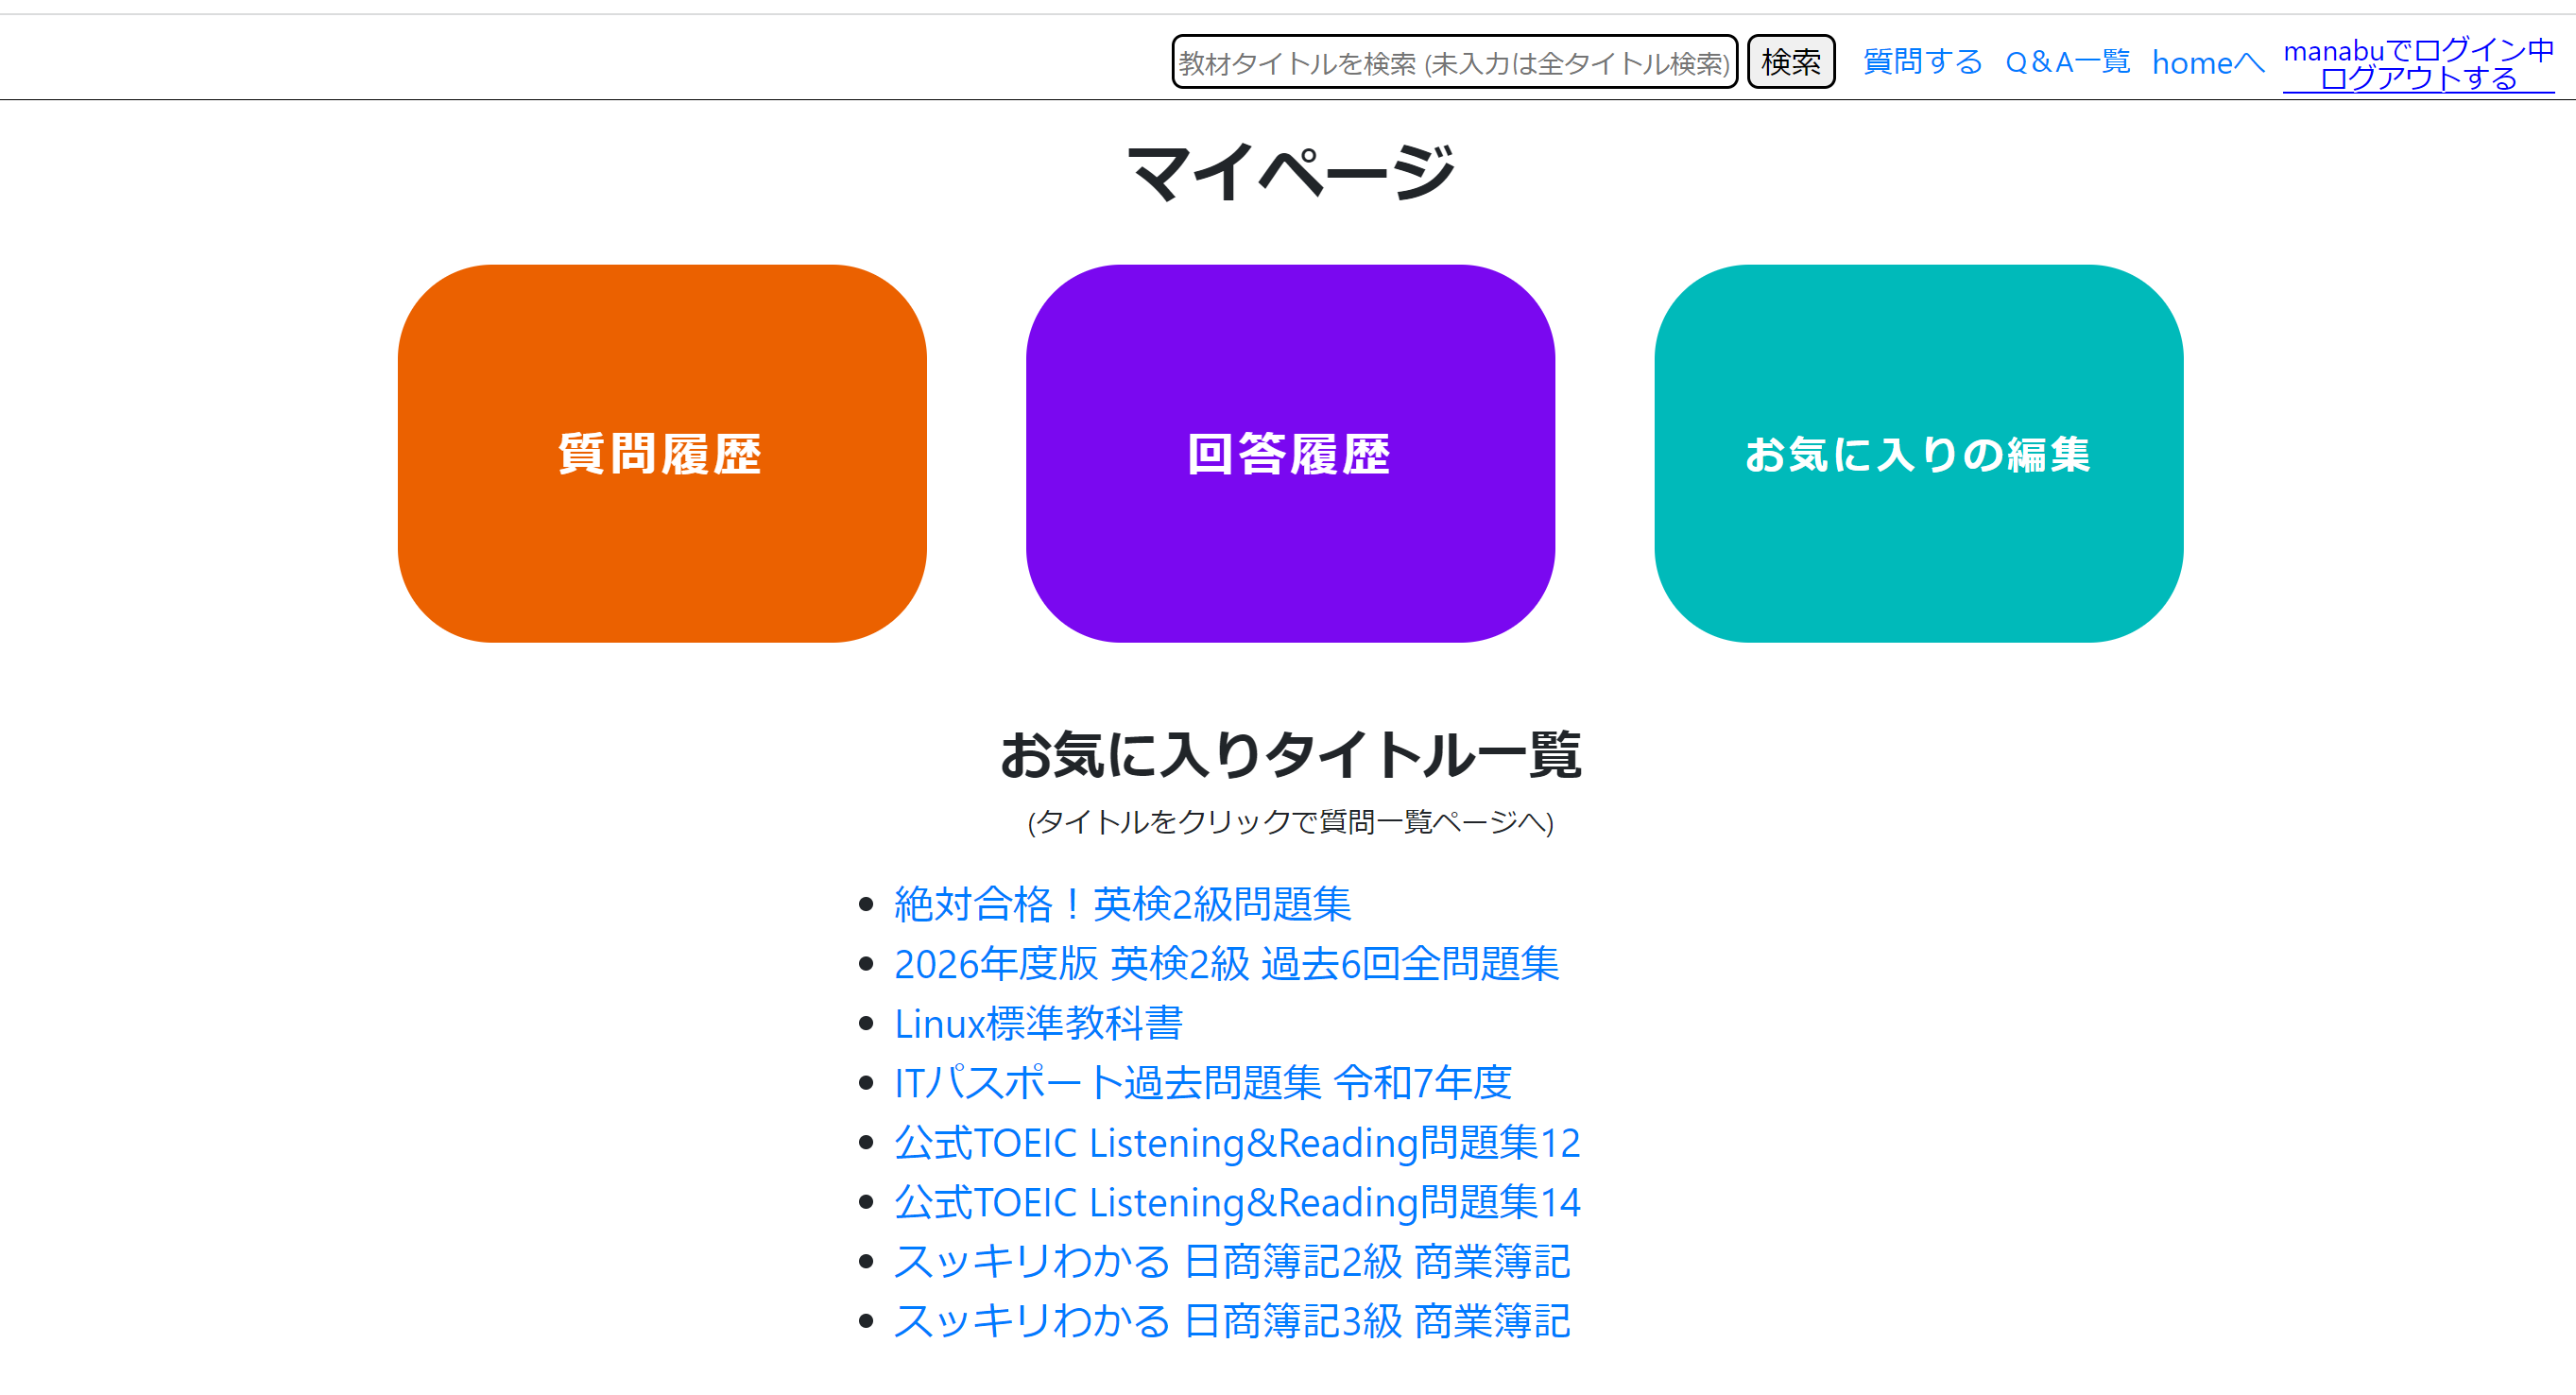 教材タイトルを検索 (未入力は全タイトル検索) 検索 質問する Q&A一覧 homeへ manabuでログイン中
ログアウトする
マイページ
質問履歴 回答履歴 お気に入りの編集
お気に入りタイトル一覧
(タイトルをクリックで質問一覧ページへ)
• 絶対合格！英検2級問題集
• 2026年度版 英検2級 過去6回全問題集
• Linux標準教科書
• ITパスポート過去問題集 令和7年度
• 公式TOEIC Listening&Reading問題集12
• 公式TOEIC Listening&Reading問題集14
• スッキリわかる 日商簿記2級 商業簿記
• スッキリわかる 日商簿記3級 商業簿記